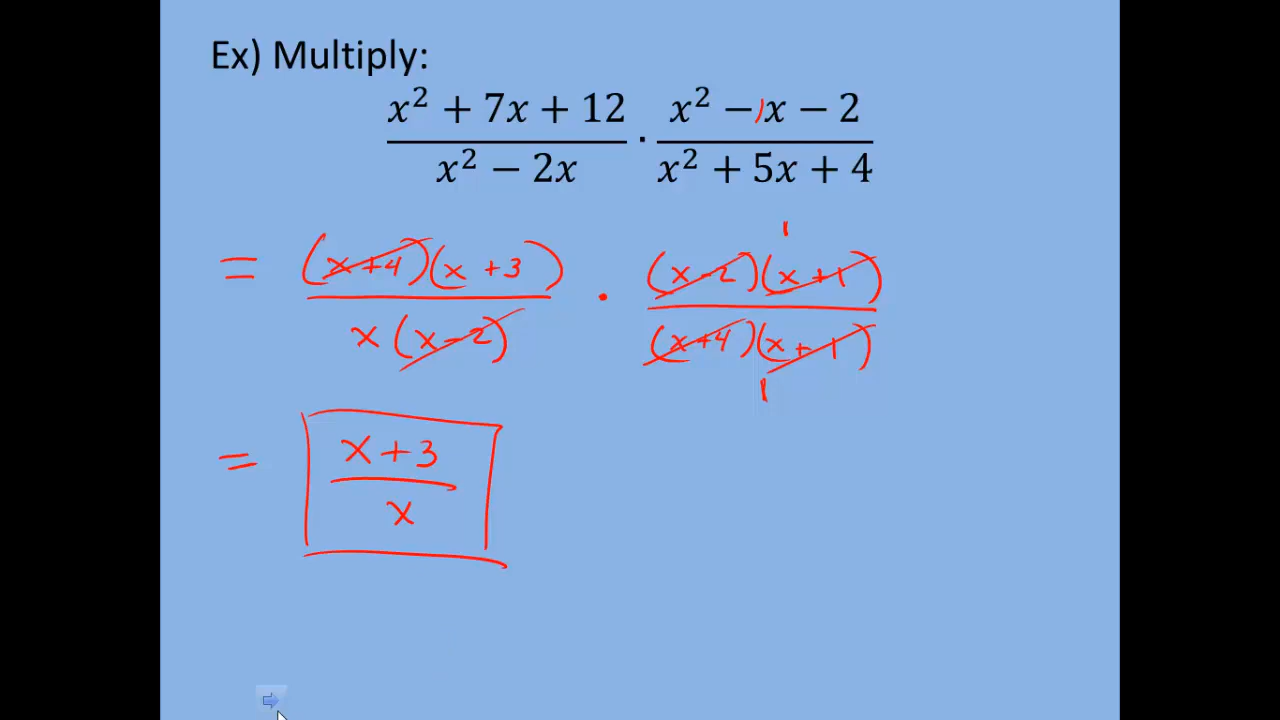 Ex) Multiply:
x² + 7x + 12 / x² − 2x · x² − 1x − 2 / x² + 5x + 4
= (x+4)(x+3) / x(x−2) · (x−2)(x+1) 1 / (x+4)(x+1) 1
= x+3 / x